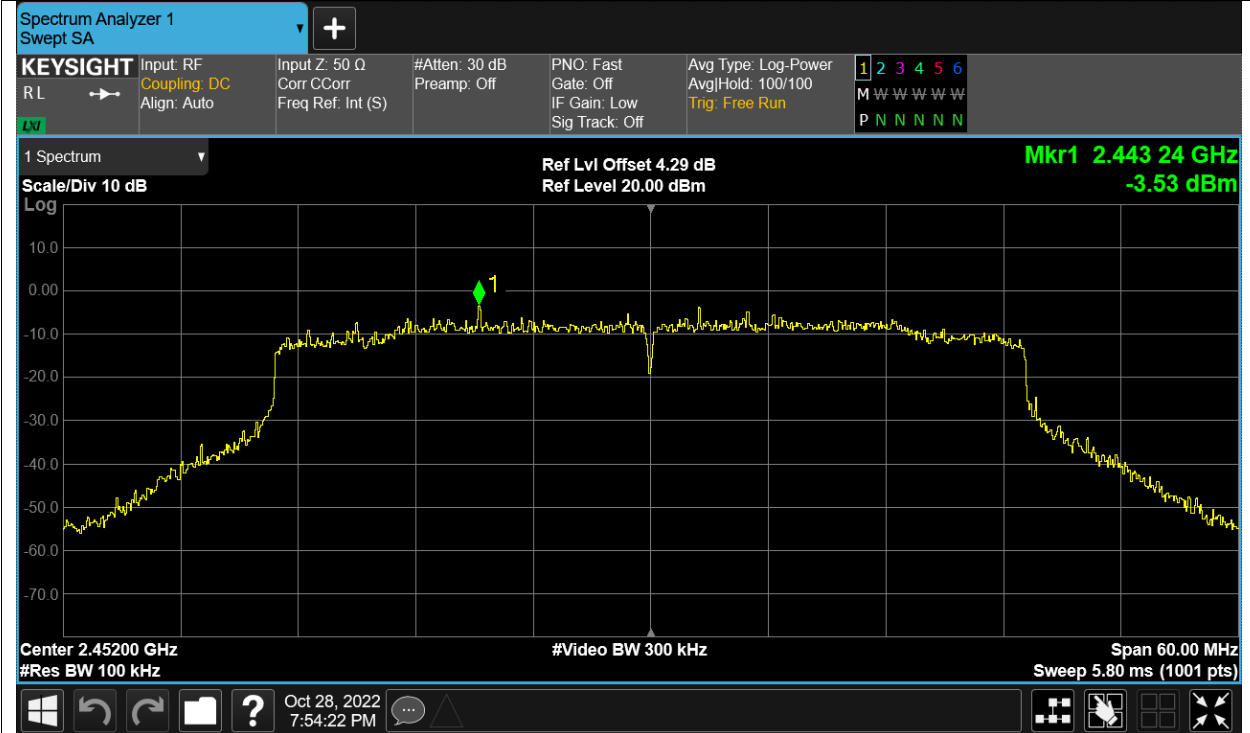 Spectrum Analyzer 1
Swept SA
+
KEYSIGHT
R L
LXI
Input: RF
Coupling: DC
Align: Auto
Input Z: 50 Ω
Corr CCorr
Freq Ref: Int (S)
#Atten: 30 dB
Preamp: Off
PNO: Fast
Gate: Off
IF Gain: Low
Sig Track: Off
Avg Type: Log-Power
Avg|Hold: 100/100
Trig: Free Run
1 2 3 4 5 6
M W W W W W
P N N N N N
1 Spectrum
Scale/Div 10 dB
Log
Ref Lvl Offset 4.29 dB
Ref Level 20.00 dBm
Mkr1 2.443 24 GHz
-3.53 dBm
10.0
0.00
-10.0
-20.0
-30.0
-40.0
-50.0
-60.0
-70.0
1
Center 2.45200 GHz
#Video BW 300 kHz
Span 60.00 MHz
#Res BW 100 kHz
Sweep 5.80 ms (1001 pts)
?
Oct 28, 2022
7:54:22 PM